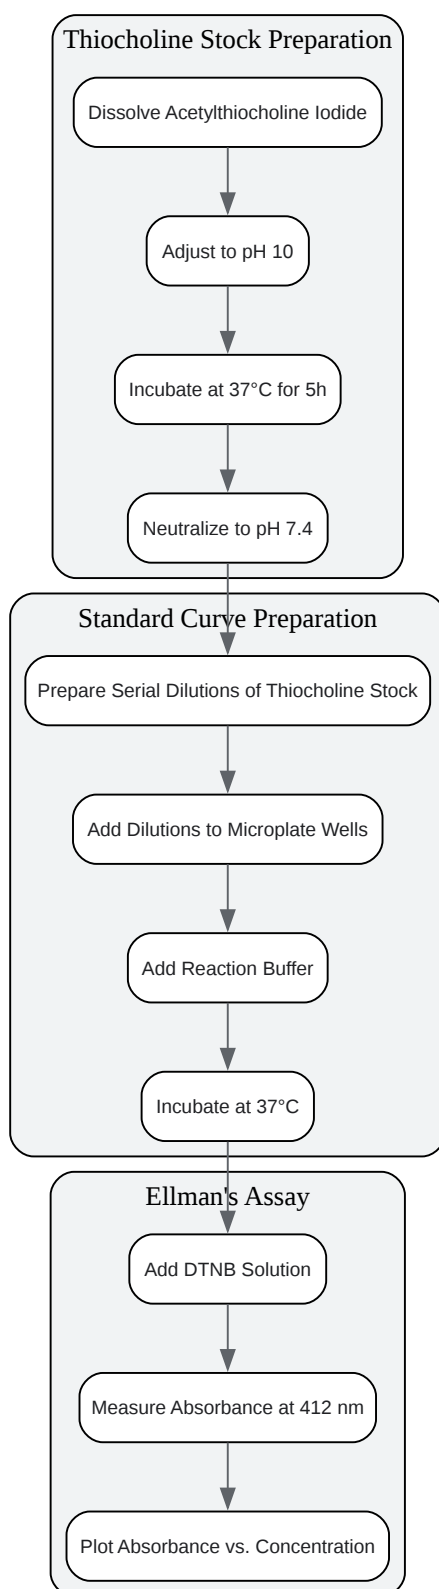 Thiocholine Stock Preparation
Dissolve Acetylthiocholine Iodide
Adjust to pH 10
Incubate at 37°C for 5h
Neutralize to pH 7.4
Standard Curve Preparation
Prepare Serial Dilutions of Thiocholine Stock
Add Dilutions to Microplate Wells
Add Reaction Buffer
Incubate at 37°C
Ellman's Assay
Add DTNB Solution
Measure Absorbance at 412 nm
Plot Absorbance vs. Concentration